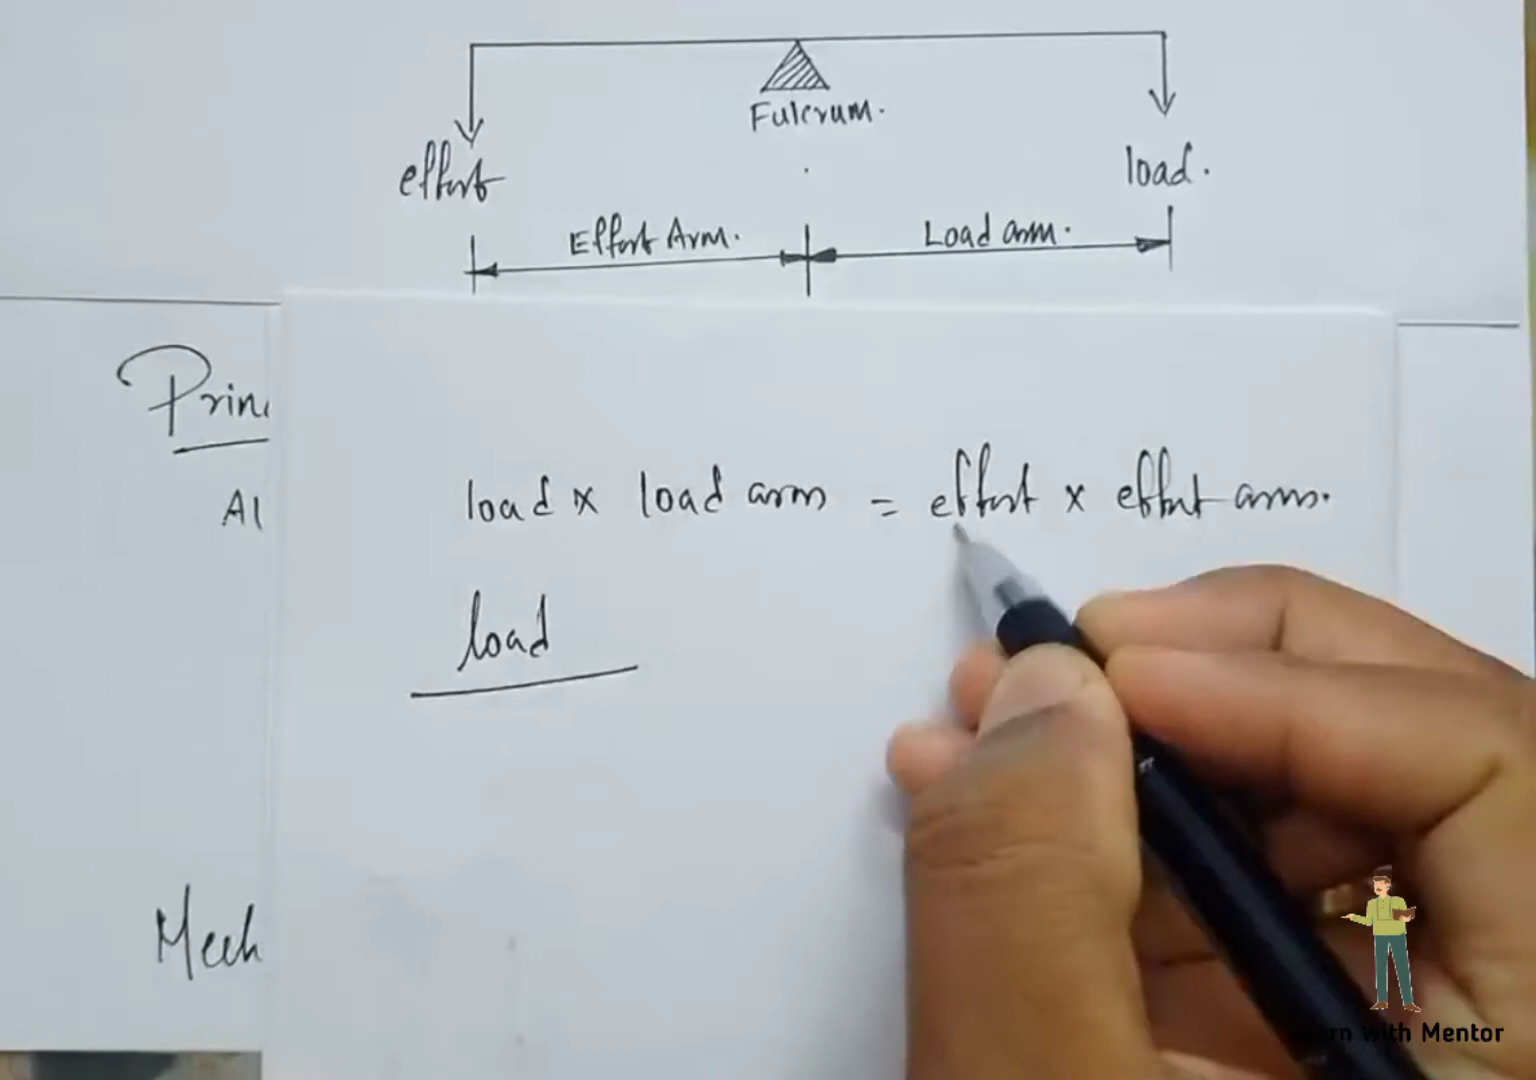 Fulcrum.
effort
load.
Effort Arm.
Load arm.
Prin
load x load arm = effort x effort arm.
Al
load
Mech
with Mentor